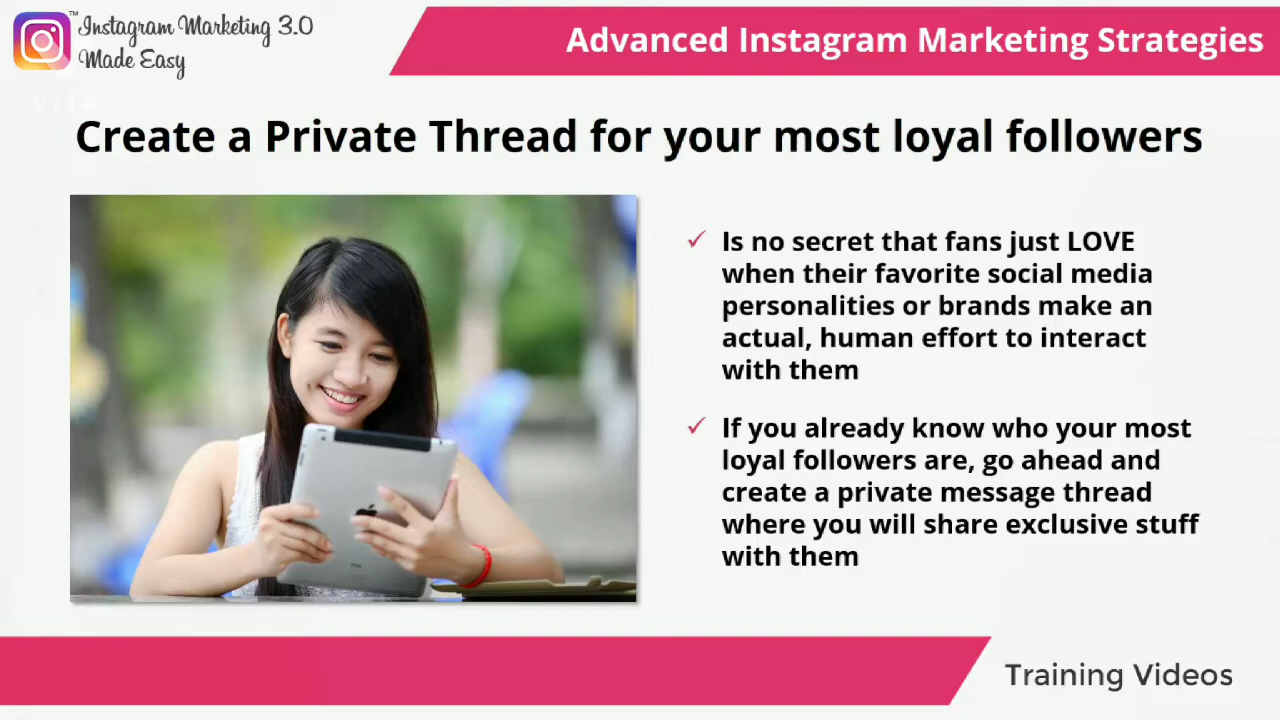 Instagram Marketing 3.0
Made Easy
TM
Advanced Instagram Marketing Strategies
VITA
Create a Private Thread for your most loyal followers
Is no secret that fans just LOVE
when their favorite social media
personalities or brands make an
actual, human effort to interact
with them
If you already know who your most
loyal followers are, go ahead and
create a private message thread
where you will share exclusive stuff
with them
iPad
Training Videos